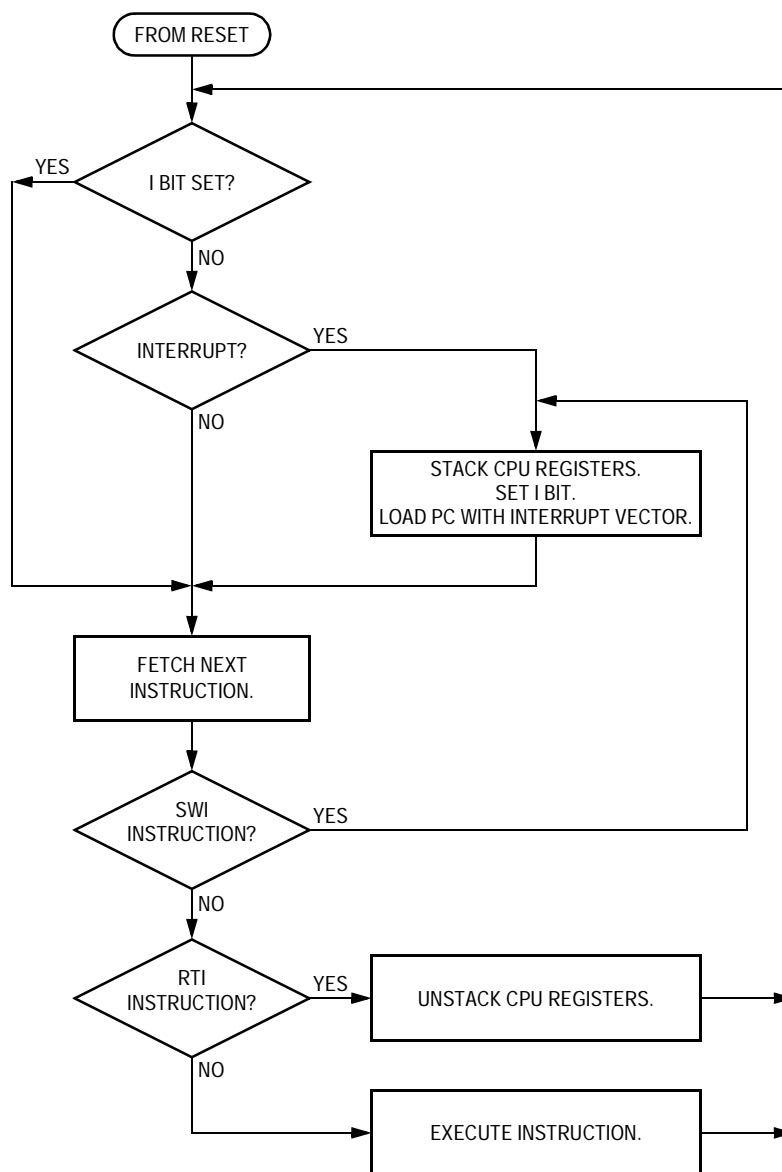 FROM RESET
YES
I BIT SET?
NO
INTERRUPT?
YES
NO
STACK CPU REGISTERS.
SET I BIT.
LOAD PC WITH INTERRUPT VECTOR.
FETCH NEXT
INSTRUCTION.
SWI
INSTRUCTION?
YES
NO
RTI
INSTRUCTION?
YES
UNSTACK CPU REGISTERS.
NO
EXECUTE INSTRUCTION.